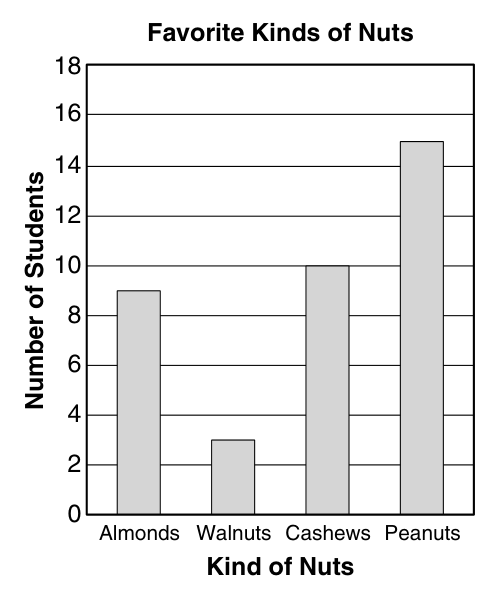 Favorite Kinds of Nuts
Number of Students
18
16
14
12
10
8
6
4
2
0
Almonds Walnuts Cashews Peanuts
Kind of Nuts